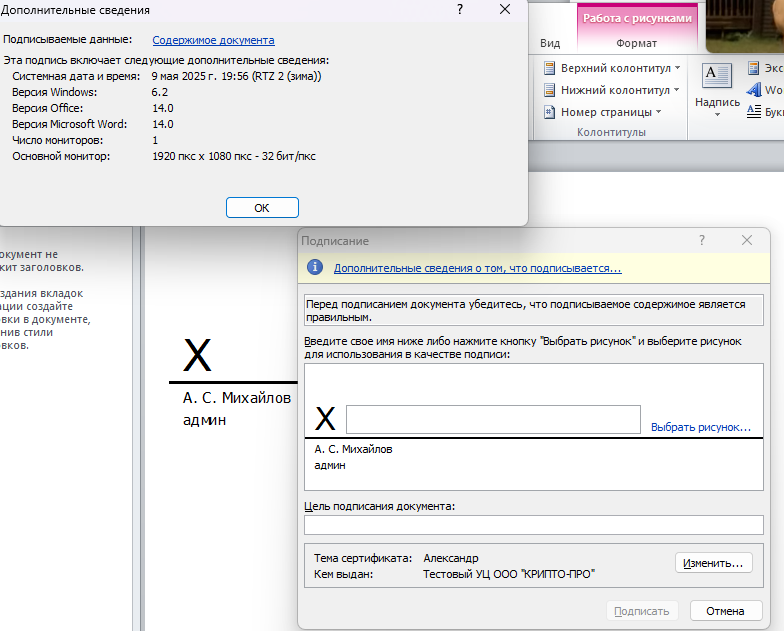 Дополнительные сведения
?
Подписываемые данные: Содержимое документа
Эта подпись включает следующие дополнительные сведения:
Системная дата и время: 9 мая 2025 г. 19:56 (RTZ 2 (зима))
Версия Windows: 6.2
Версия Office: 14.0
Версия Microsoft Word: 14.0
Число мониторов: 1
Основной монитор: 1920 пкс x 1080 пкс - 32 бит/пкс
ОК
Работа с рисунками
Вид
Формат
Верхний колонтитул
Нижний колонтитул
Номер страницы
Колонтитулы
A
Надпись
Экс
Wo
Бук
окумент не
жит заголовков.
здания вкладок
ации создайте
овки в документе,
нив стили
вков.
X
А. С. Михайлов
админ
Подписание
?
Дополнительные сведения о том, что подписывается...
Перед подписанием документа убедитесь, что подписываемое содержимое является
правильным.
Введите свое имя ниже либо нажмите кнопку "Выбрать рисунок" и выберите рисунок
для использования в качестве подписи:
X
Выбрать рисунок...
А. С. Михайлов
админ
Цель подписания документа:
Тема сертификата: Александр
Кем выдан: Тестовый УЦ ООО "КРИПТО-ПРО"
Изменить...
Подписать
Отмена